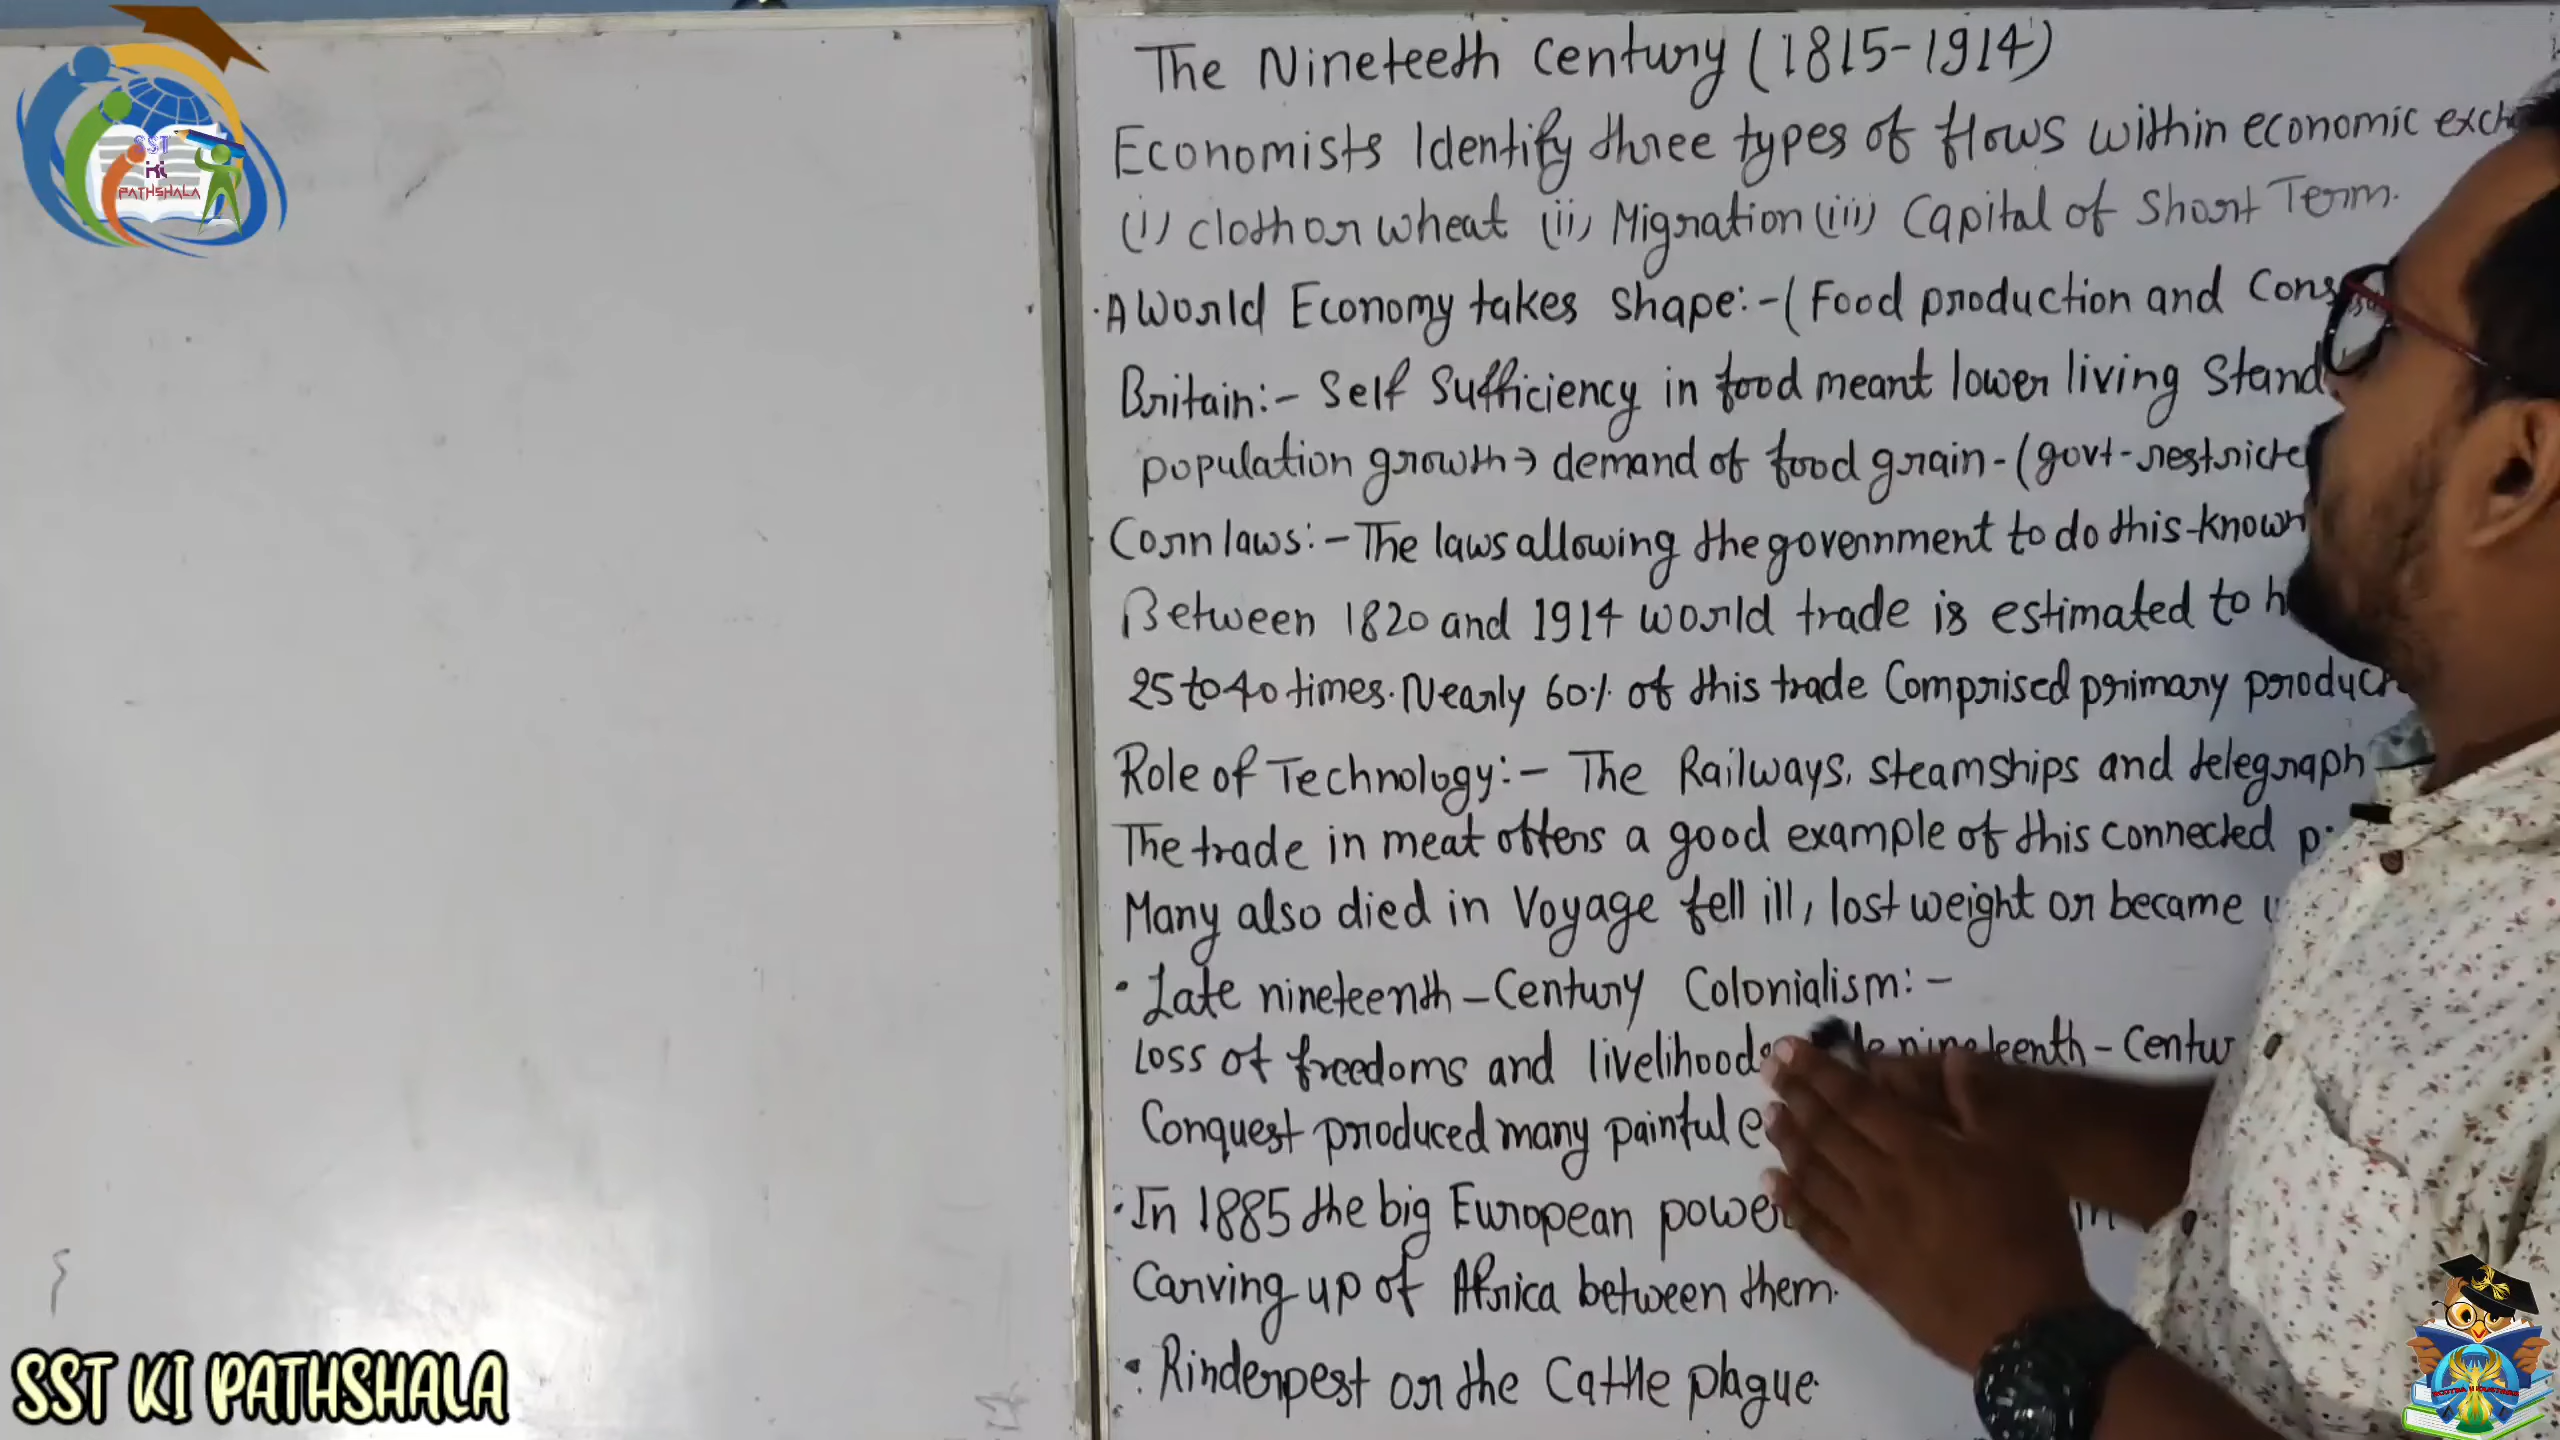 SST
Ki
PATHSHALA
The Nineteeth Century (1815-1914)
Economists Identify three types of flows within economic
(i) Cloth or wheat (ii) Migration (iii) Capital of Short Term.
· A World Economy takes shape:- (Food production and
Britain:- Self Sufficiency in food meant lower living
population growth → demand of food grain - (govt -
Corn laws:- The laws allowing the government to do this -known
Between 1820 and 1914 world trade is estimated to
25 to 40 times. Nearly 60% of this trade Comprised primary
Role of Technology:- The Railways, steamships and telegraph
The trade in meat offers a good example of this connected
Many also died in Voyage fell ill, lost weight or became
· Late nineteenth-Century Colonialism:-
Loss of freedoms and livelihoods
Conquest produced many painful
· In 1885 the big European
Carving up of Africa between them.
· Rinderpest or the Cattle plague.
SST KI PATHSHALA